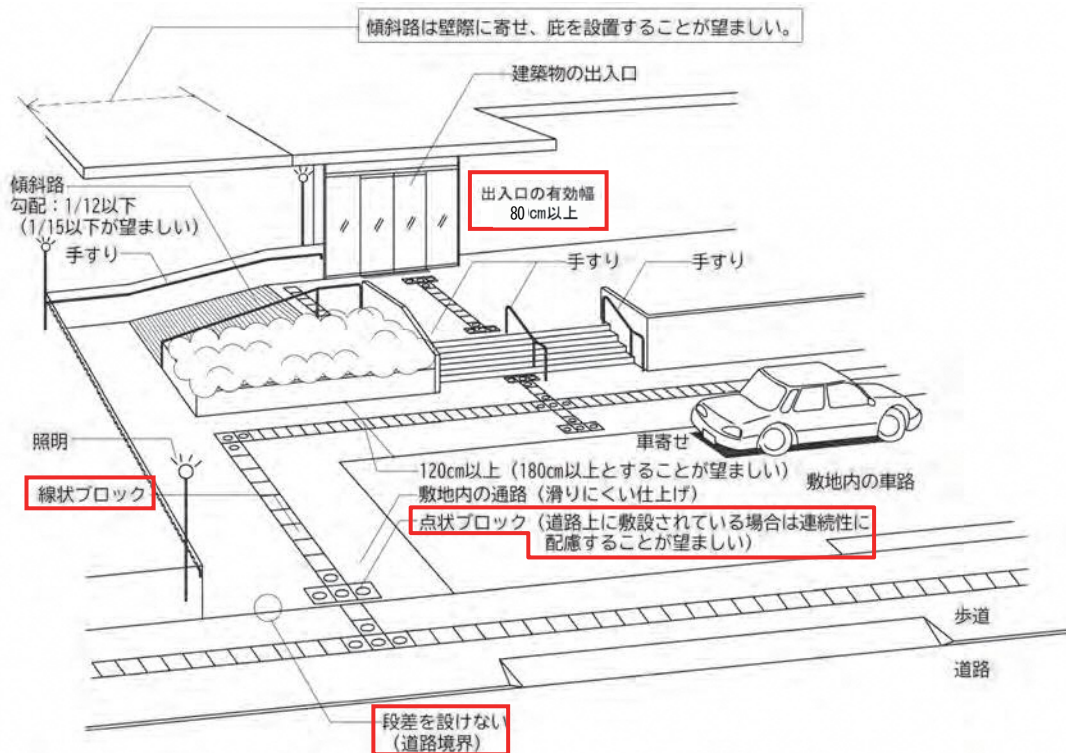 傾斜路は壁際に寄せ、庇を設置することが望ましい。
建築物の出入口
出入口の有効幅
80cm以上
傾斜路
勾配：1/12以下
（1/15以下が望ましい）
手すり
手すり
手すり
照明
線状ブロック
車寄せ
120cm以上（180cm以上とすることが望ましい）
敷地内の車路
敷地内の通路（滑りにくい仕上げ）
点状ブロック（道路上に敷設されている場合は連続性に
配慮することが望ましい）
歩道
道路
段差を設けない
（道路境界）